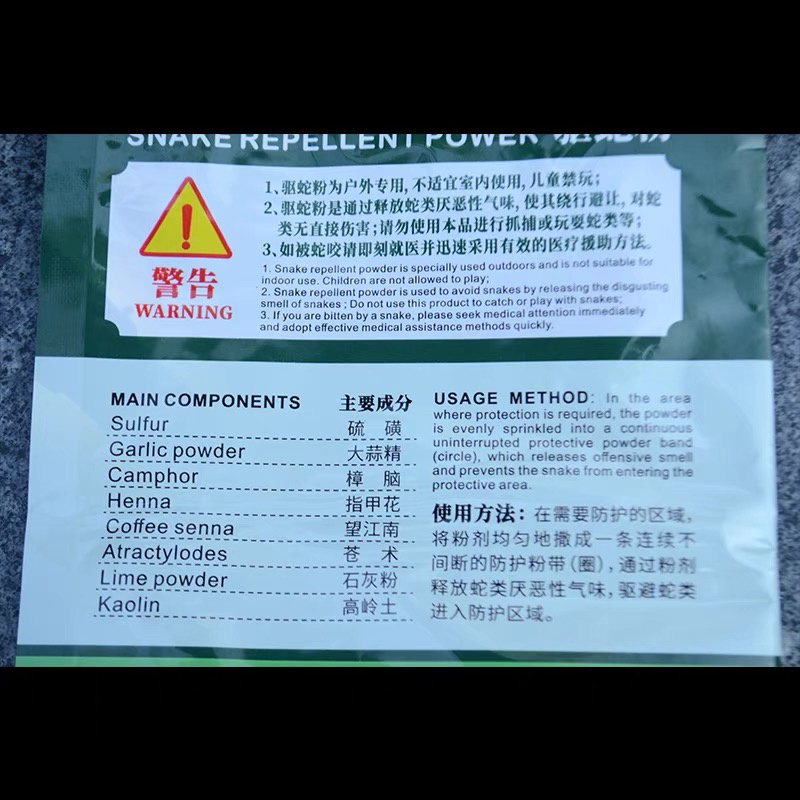 SNAKE REPELLENT POWER 驱蛇粉
1、驱蛇粉为户外专用,不适宜室内使用,儿童禁玩;
2、驱蛇粉是通过释放蛇类厌恶性气味,使其绕行避让,对蛇
类无直接伤害;请勿使用本品进行抓捕或玩耍蛇类等;
3、如被蛇咬请即刻就医并迅速采用有效的医疗援助方法。
1. Snake repellent powder is specially used outdoors and is not suitable for
indoor use. Children are not allowed to play;
2. Snake repellent powder is used to avoid snakes by releasing the disgusting
smell of snakes ; Do not use this product to catch or play with snakes;
3. If you are bitten by a snake, please seek medical attention immediately
and adopt effective medical assistance methods quickly.
警告
WARNING
MAIN COMPONENTS 主要成分
Sulfur 硫 磺
Garlic powder 大蒜精
Camphor 樟 脑
Henna 指甲花
Coffee senna 望江南
Atractylodes 苍 术
Lime powder 石灰粉
Kaolin 高岭土
USAGE METHOD: In the area
where protection is required, the powder
is evenly sprinkled into a continuous
uninterrupted protective powder band
(circle), which releases offensive smell
and prevents the snake from entering the
protective area.
使用方法:在需要防护的区域,
将粉剂均匀地撒成一条连续不
间断的防护粉带(圈),通过粉剂
释放蛇类厌恶性气味,驱避蛇类
进入防护区域。